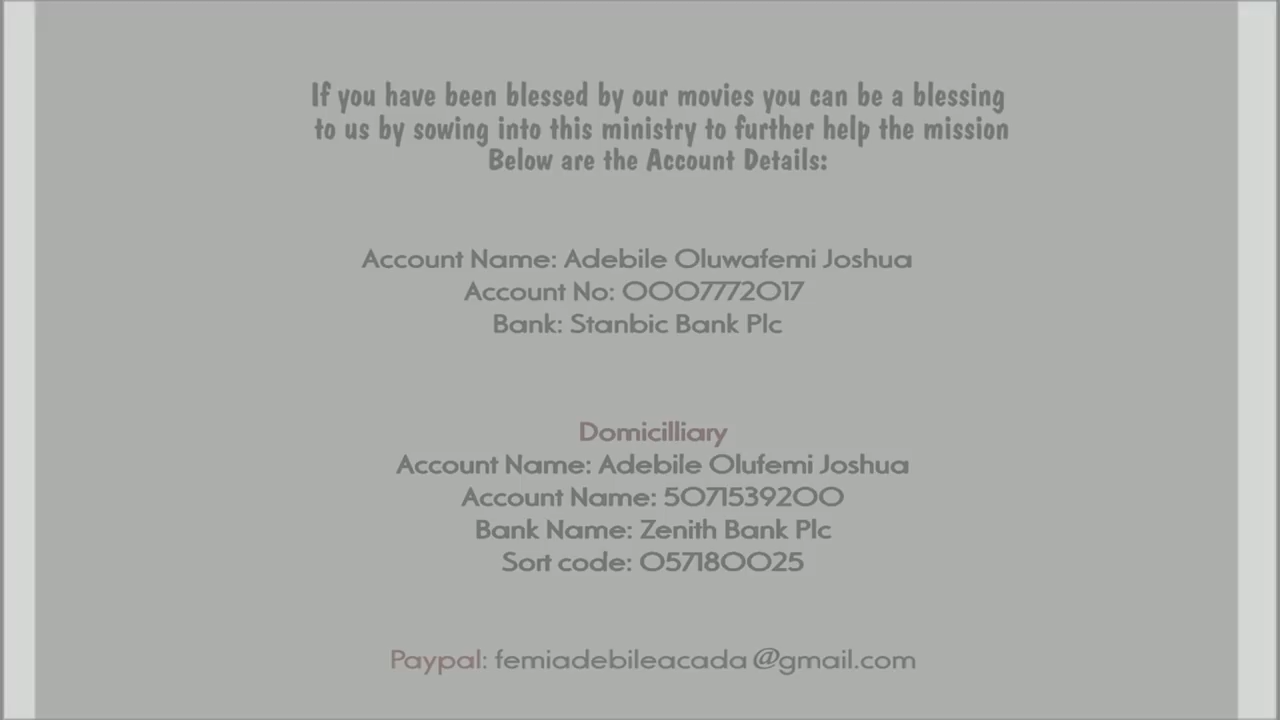 If you have been blessed by our movies you can be a blessing
to us by sowing into this ministry to further help the mission
Below are the Account Details:
Account Name: Adebile Oluwafemi Joshua
Account No: 0007772017
Bank: Stanbic Bank Plc
Domicilliary
Account Name: Adebile Olufemi Joshua
Account Name: 5071539200
Bank Name: Zenith Bank Plc
Sort code: 057180025
Paypal: femiadebileacada@gmail.com